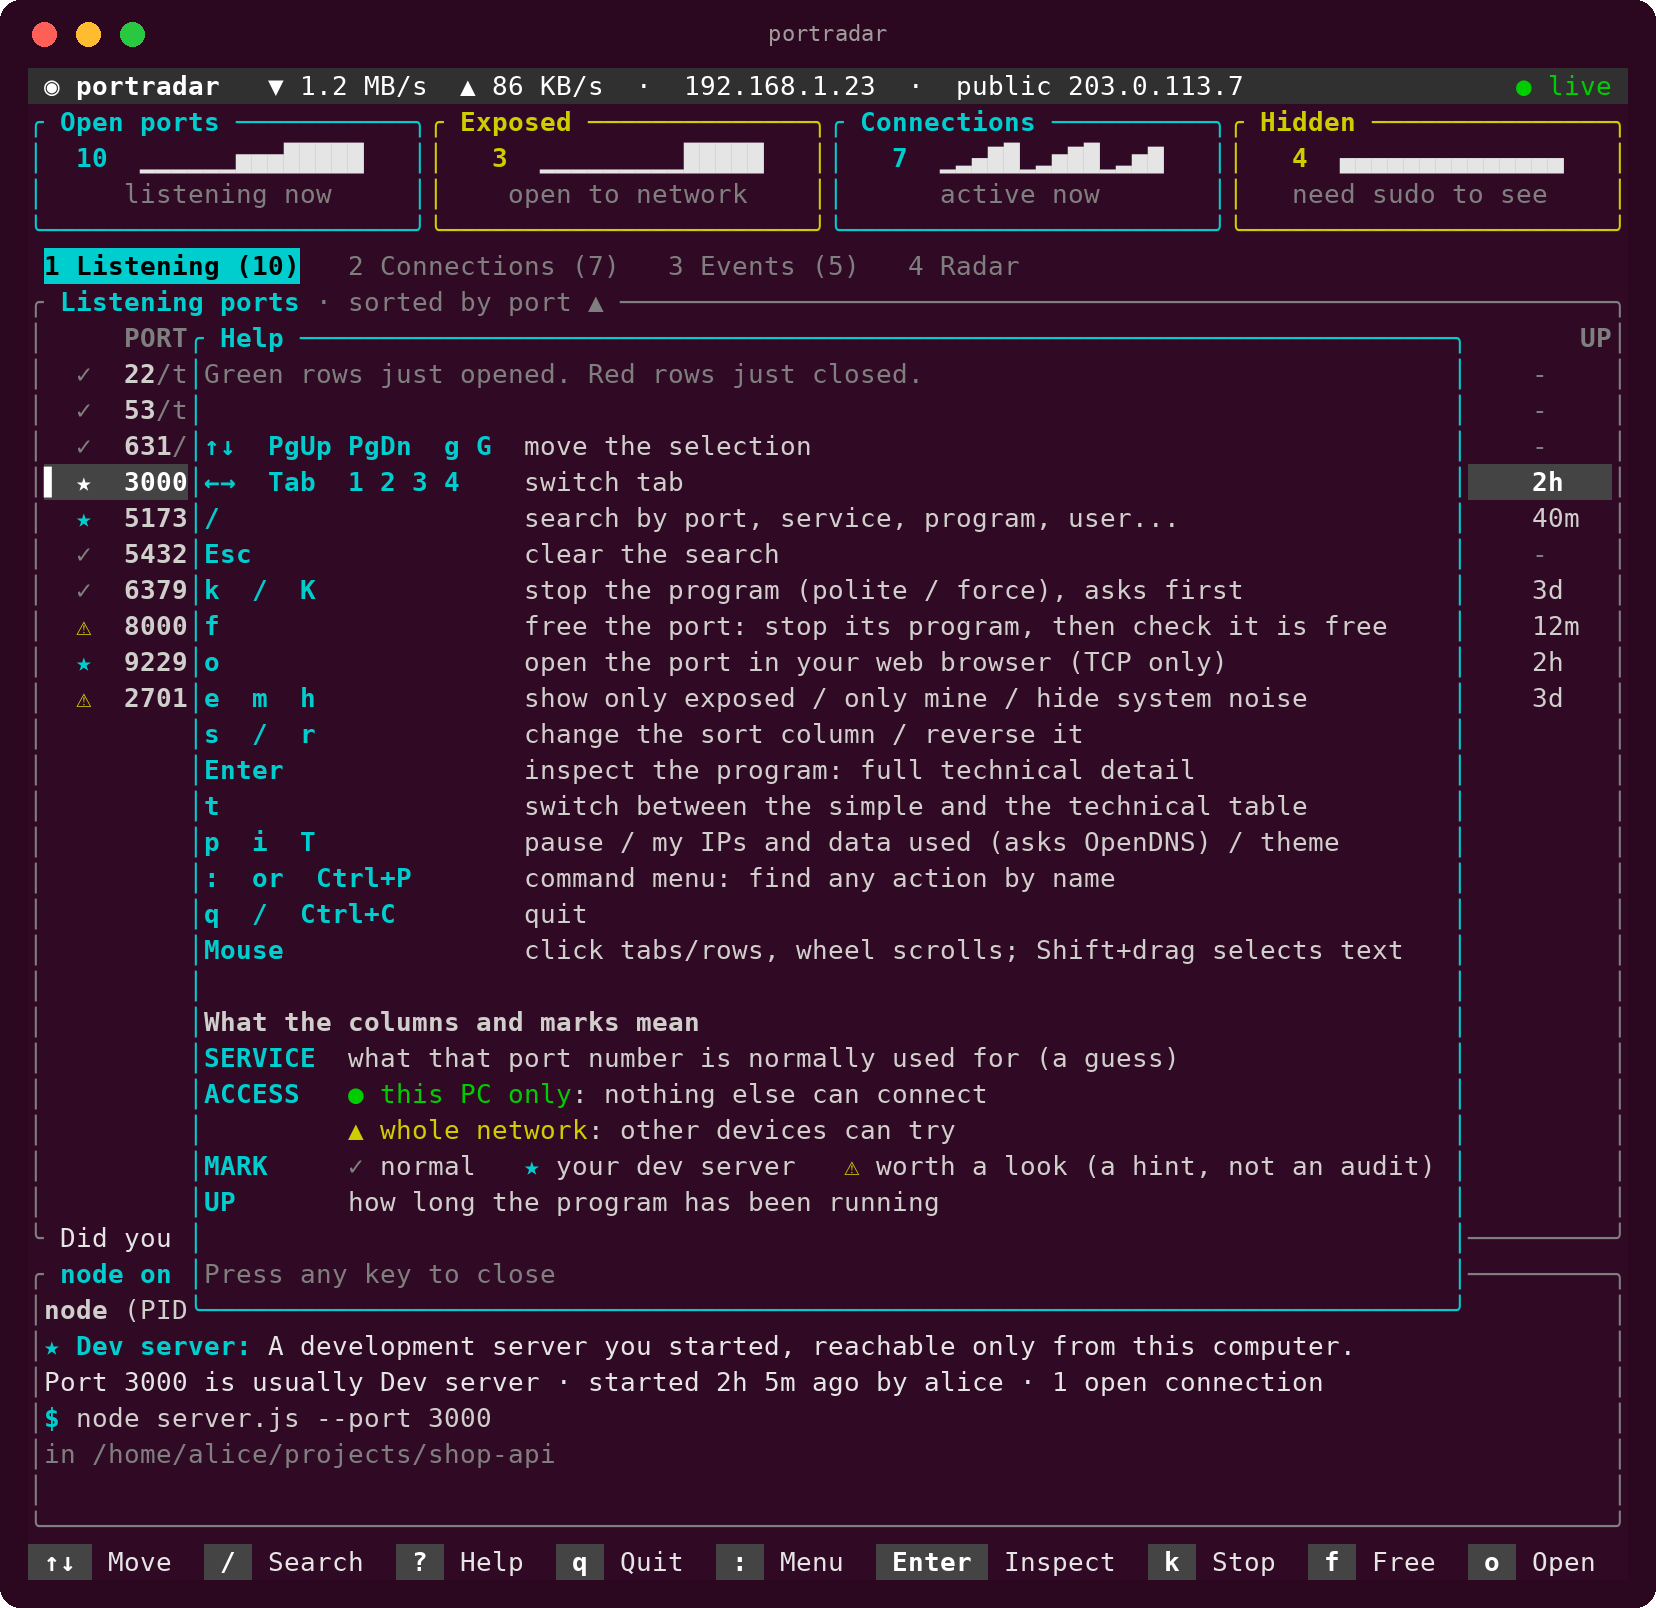 portradar
◉ portradar ▼ 1.2 MB/s ▲ 86 KB/s · 192.168.1.23 · public 203.0.113.7 ● live
Open ports Exposed Connections Hidden
10 3 7 4
listening now open to network active now need sudo to see
1 Listening (10) 2 Connections (7) 3 Events (5) 4 Radar
Listening ports · sorted by port ▲
PORT Help UP
✓ 22/t Green rows just opened. Red rows just closed. -
✓ 53/t -
✓ 631/ ↑↓ PgUp PgDn g G move the selection -
★ 3000 ←→ Tab 1 2 3 4 switch tab 2h
★ 5173 / search by port, service, program, user... 40m
✓ 5432 Esc clear the search -
✓ 6379 k / K stop the program (polite / force), asks first 3d
⚠ 8000 f free the port: stop its program, then check it is free 12m
★ 9229 o open the port in your web browser (TCP only) 2h
⚠ 2701 e m h show only exposed / only mine / hide system noise 3d
s / r change the sort column / reverse it
Enter inspect the program: full technical detail
t switch between the simple and the technical table
p i T pause / my IPs and data used (asks OpenDNS) / theme
: or Ctrl+P command menu: find any action by name
q / Ctrl+C quit
Mouse click tabs/rows, wheel scrolls; Shift+drag selects text
What the columns and marks mean
SERVICE what that port number is normally used for (a guess)
ACCESS ● this PC only: nothing else can connect
▲ whole network: other devices can try
MARK ✓ normal ★ your dev server ⚠ worth a look (a hint, not an audit)
UP how long the program has been running
Did you
node on Press any key to close
node (PID
★ Dev server: A development server you started, reachable only from this computer.
Port 3000 is usually Dev server · started 2h 5m ago by alice · 1 open connection
$ node server.js --port 3000
in /home/alice/projects/shop-api
↑↓ Move / Search ? Help q Quit : Menu Enter Inspect k Stop f Free o Open